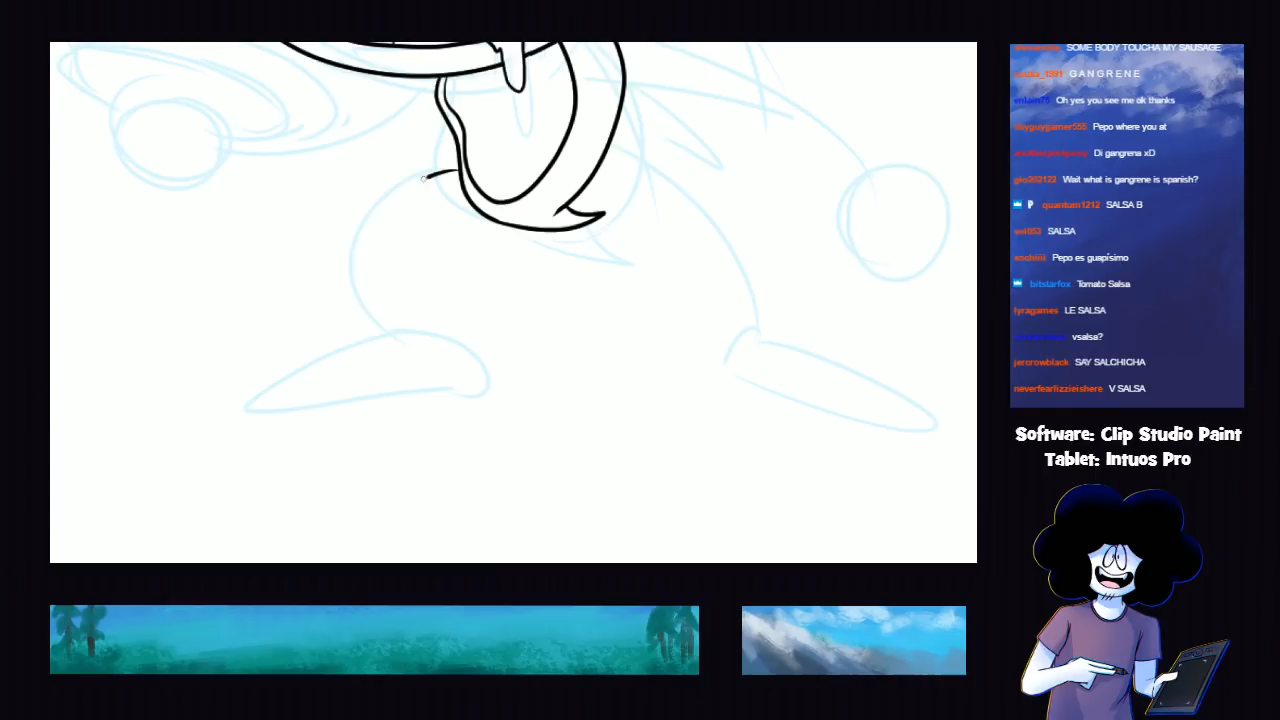 SOME BODY TOUCHA MY SAUSAGE
GANGRENE
Oh yes you see me ok thanks
Pepo where you at
Di gangrena xD
gio202122 Wait what is gangrene is spanish?
quantum1212 SALSA B
yel053 SALSA
Pepo es guapísimo
bitstarfox Tomato Salsa
lyragames LE SALSA
vsalsa?
jercrowblack SAY SALCHICHA
neverfearlizzieishere V SALSA
Software: Clip Studio Paint
Tablet: Intuos Pro